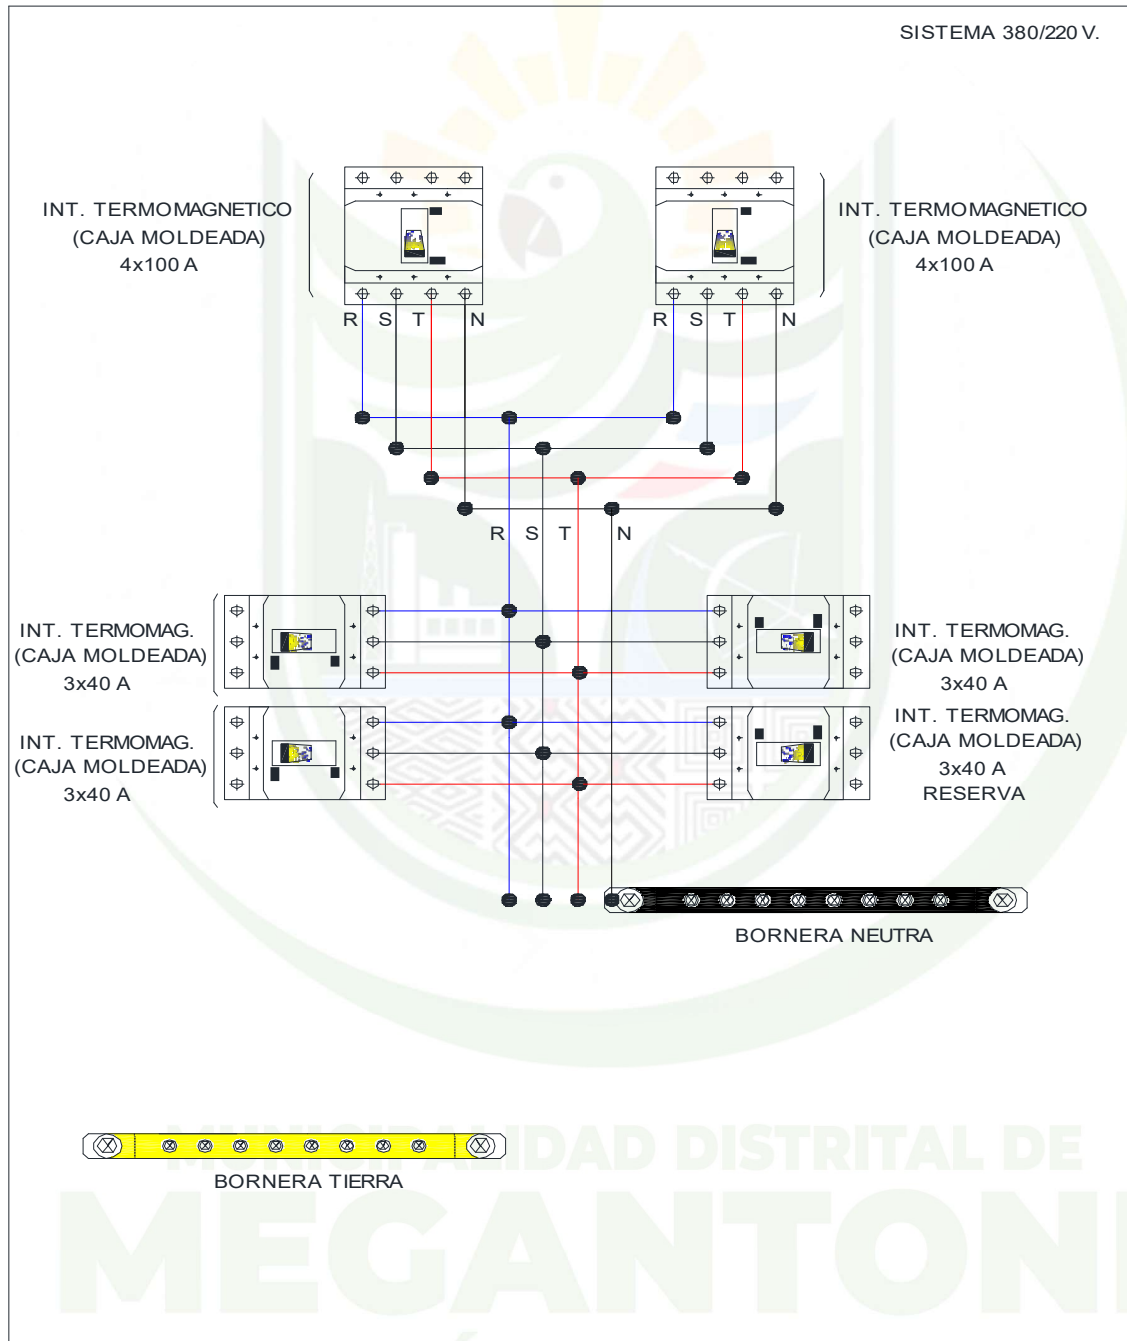 SISTEMA 380/220 V.
INT. TERMOMAGNETICO
(CAJA MOLDEADA)
4x100 A
INT. TERMOMAGNETICO
(CAJA MOLDEADA)
4x100 A
R S T N
R S T N
R S T N
INT. TERMOMAG.
(CAJA MOLDEADA)
3x40 A
INT. TERMOMAG.
(CAJA MOLDEADA)
3x40 A
INT. TERMOMAG.
(CAJA MOLDEADA)
3x40 A
INT. TERMOMAG.
(CAJA MOLDEADA)
3x40 A
RESERVA
BORNERA NEUTRA
BORNERA TIERRA
MUNICIPALIDAD DISTRITAL DE
MEGANTONI